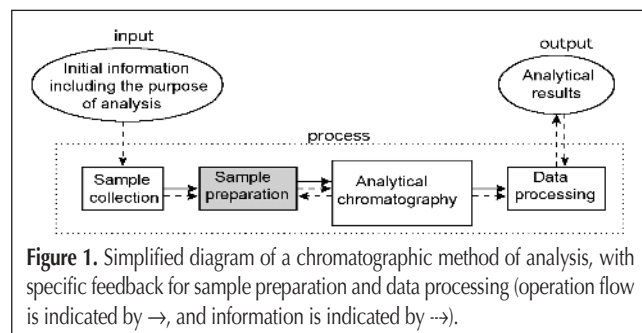 input
output
Initial information
including the purpose
of analysis
Analytical
results
process
Sample
collection
Sample
preparation
Analytical
chromatography
Data
processing
Figure 1. Simplified diagram of a chromatographic method of analysis, with
specific feedback for sample preparation and data processing (operation flow
is indicated by →, and information is indicated by ⇢).